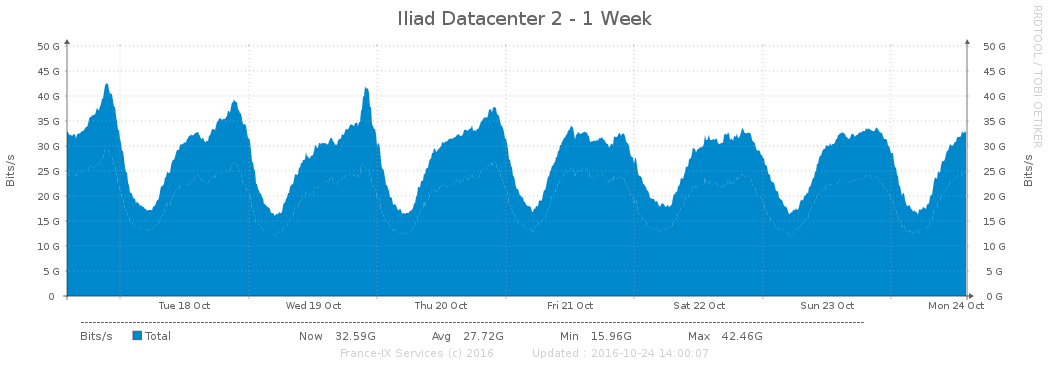 Iliad Datacenter 2 - 1 Week
RRDTOOL / TOBI OETIKER
Bits/s
50 G 50 G
45 G 45 G
40 G 40 G
35 G 35 G
30 G 30 G
25 G 25 G
20 G 20 G
15 G 15 G
10 G 10 G
5 G 5 G
0 0 G
Bits/s
Tue 18 Oct Wed 19 Oct Thu 20 Oct Fri 21 Oct Sat 22 Oct Sun 23 Oct Mon 24 Oct
Bits/s Total Now 32.59G Avg 27.72G Min 15.96G Max 42.46G
France-IX Services (c) 2016 Updated : 2016-10-24 14:00:07